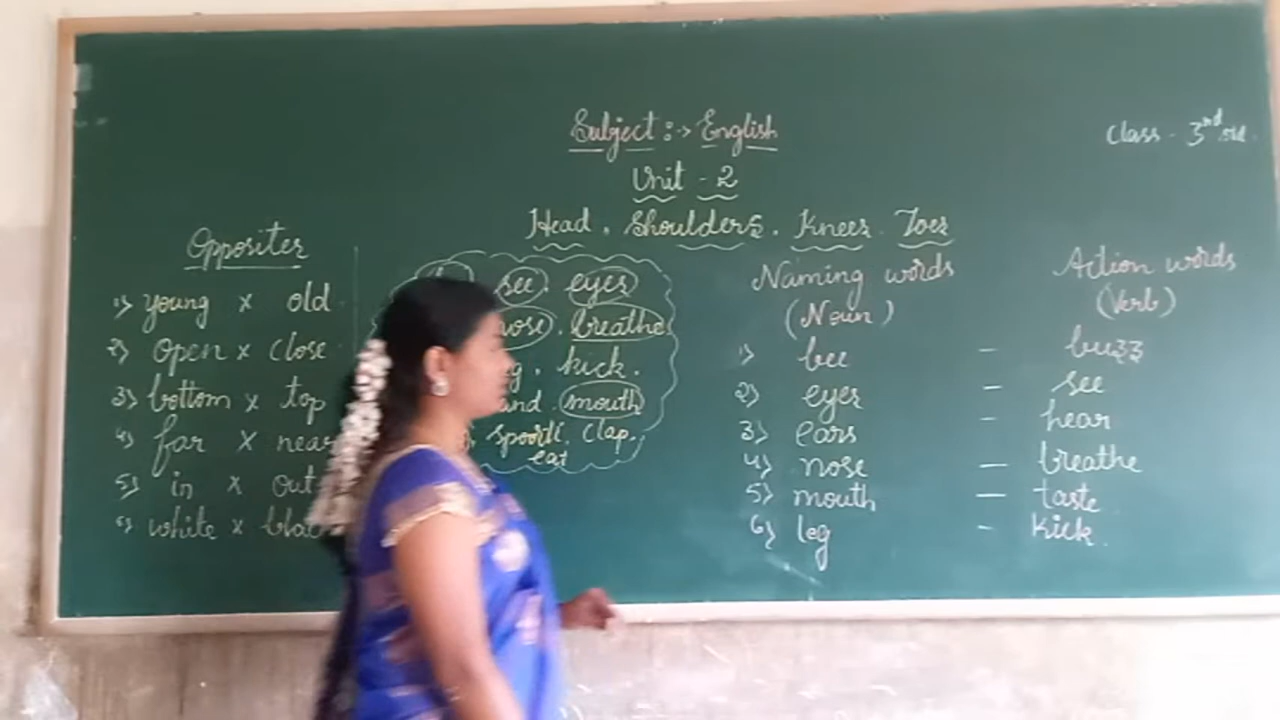 Subject :-> English
Class - 3rd std.
Unit - 2
Head, Shoulders, Knees Toes
Opposites
1) young x old
2) open x close
3) bottom x top
4) far x near
5) in x out
6) white x
see, eyes
nose, breathe
kick.
mouth
clap.
eat
Naming words
(Noun)
Action words
(Verb)
1) bee - buzz
2) eyes - see
3) ears - hear
4) nose - breathe
5) mouth - taste
6) leg - kick.